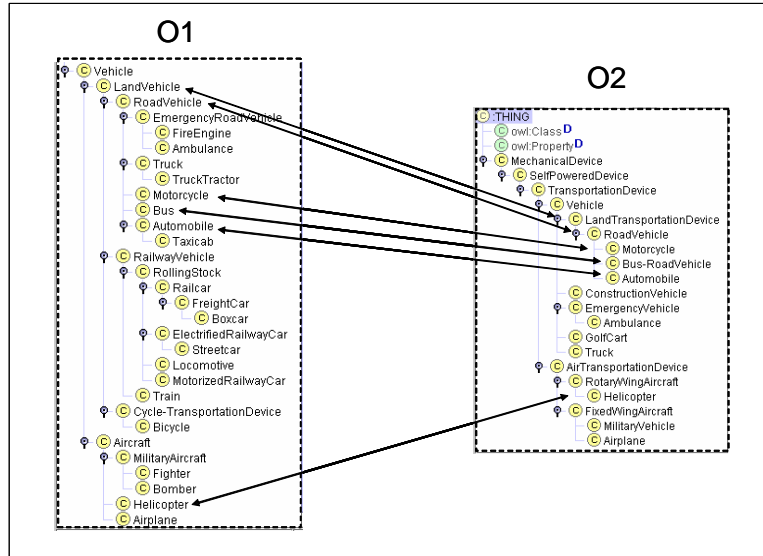 O1
Vehicle
LandVehicle
RoadVehicle
EmergencyRoadVehicle
FireEngine
Ambulance
Truck
TruckTractor
Motorcycle
Bus
Automobile
Taxicab
RailwayVehicle
RollingStock
Railcar
FreightCar
Boxcar
ElectrifiedRailwayCar
Streetcar
Locomotive
MotorizedRailwayCar
Train
Cycle-TransportationDevice
Bicycle
Aircraft
MilitaryAircraft
Fighter
Bomber
Helicopter
Airplane
O2
:THING
owl:Class D
owl:Property D
MechanicalDevice
SelfPoweredDevice
TransportationDevice
Vehicle
LandTransportationDevice
RoadVehicle
Motorcycle
Bus-RoadVehicle
Automobile
ConstructionVehicle
EmergencyVehicle
Ambulance
GolfCart
Truck
AirTransportationDevice
RotaryWingAircraft
Helicopter
FixedWingAircraft
MilitaryVehicle
Airplane